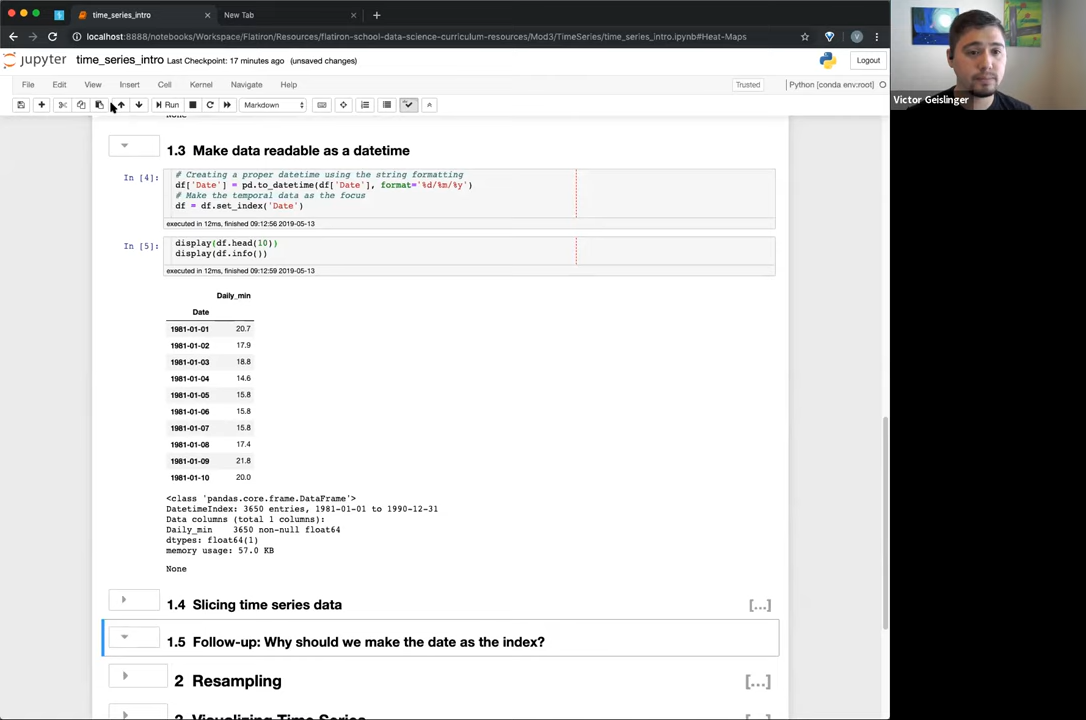 time_series_intro
New Tab
localhost:8888/notebooks/Workspace/Flatiron/Resources/flatiron-school-data-science-curriculum-resources/Mod3/TimeSeries/time_series_intro.ipynb#Heat-Maps
V
jupyter time_series_intro Last Checkpoint: 17 minutes ago (unsaved changes)
Logout
File Edit View Insert Cell Kernel Navigate Help
Trusted
Python [conda env:root]
Run
Markdown
Victor Geislinger
None
1.3 Make data readable as a datetime
In [4]:
# Creating a proper datetime using the string formatting
df['Date'] = pd.to_datetime(df['Date'], format='%d/%m/%y')
# Make the temporal data as the focus
df = df.set_index('Date')
executed in 12ms, finished 09:12:56 2019-05-13
In [5]:
display(df.head(10))
display(df.info())
executed in 12ms, finished 09:12:59 2019-05-13
Daily_min
Date
1981-01-01 20.7
1981-01-02 17.9
1981-01-03 18.8
1981-01-04 14.6
1981-01-05 15.8
1981-01-06 15.8
1981-01-07 15.8
1981-01-08 17.4
1981-01-09 21.8
1981-01-10 20.0
<class 'pandas.core.frame.DataFrame'>
DatetimeIndex: 3650 entries, 1981-01-01 to 1990-12-31
Data columns (total 1 columns):
Daily_min 3650 non-null float64
dtypes: float64(1)
memory usage: 57.0 KB
None
1.4 Slicing time series data
[...]
1.5 Follow-up: Why should we make the date as the index?
2 Resampling
[...]
3 Visualizing Time Series
[...]